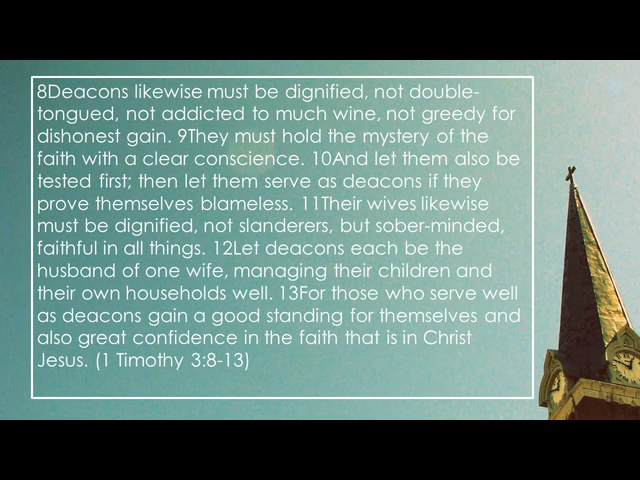 8Deacons likewise must be dignified, not double-
tongued, not addicted to much wine, not greedy for
dishonest gain. 9They must hold the mystery of the
faith with a clear conscience. 10And let them also be
tested first; then let them serve as deacons if they
prove themselves blameless. 11Their wives likewise
must be dignified, not slanderers, but sober-minded,
faithful in all things. 12Let deacons each be the
husband of one wife, managing their children and
their own households well. 13For those who serve well
as deacons gain a good standing for themselves and
also great confidence in the faith that is in Christ
Jesus. (1 Timothy 3:8-13)